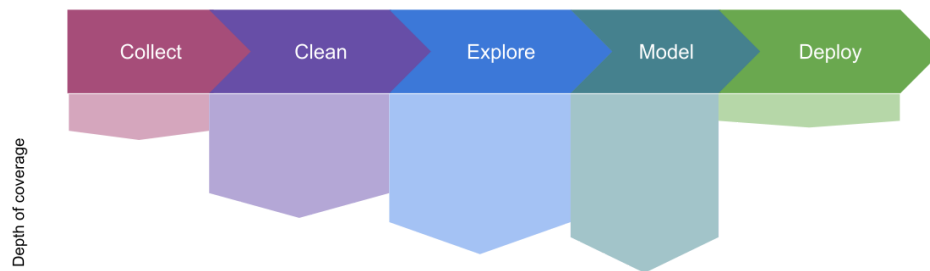 Collect
Clean
Explore
Model
Deploy
Depth of coverage